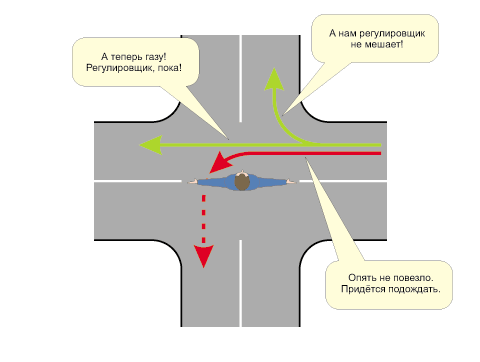 А нам регулировщик
не мешает!
А теперь газу!
Регулировщик, пока!
Опять не повезло.
Придётся подождать.